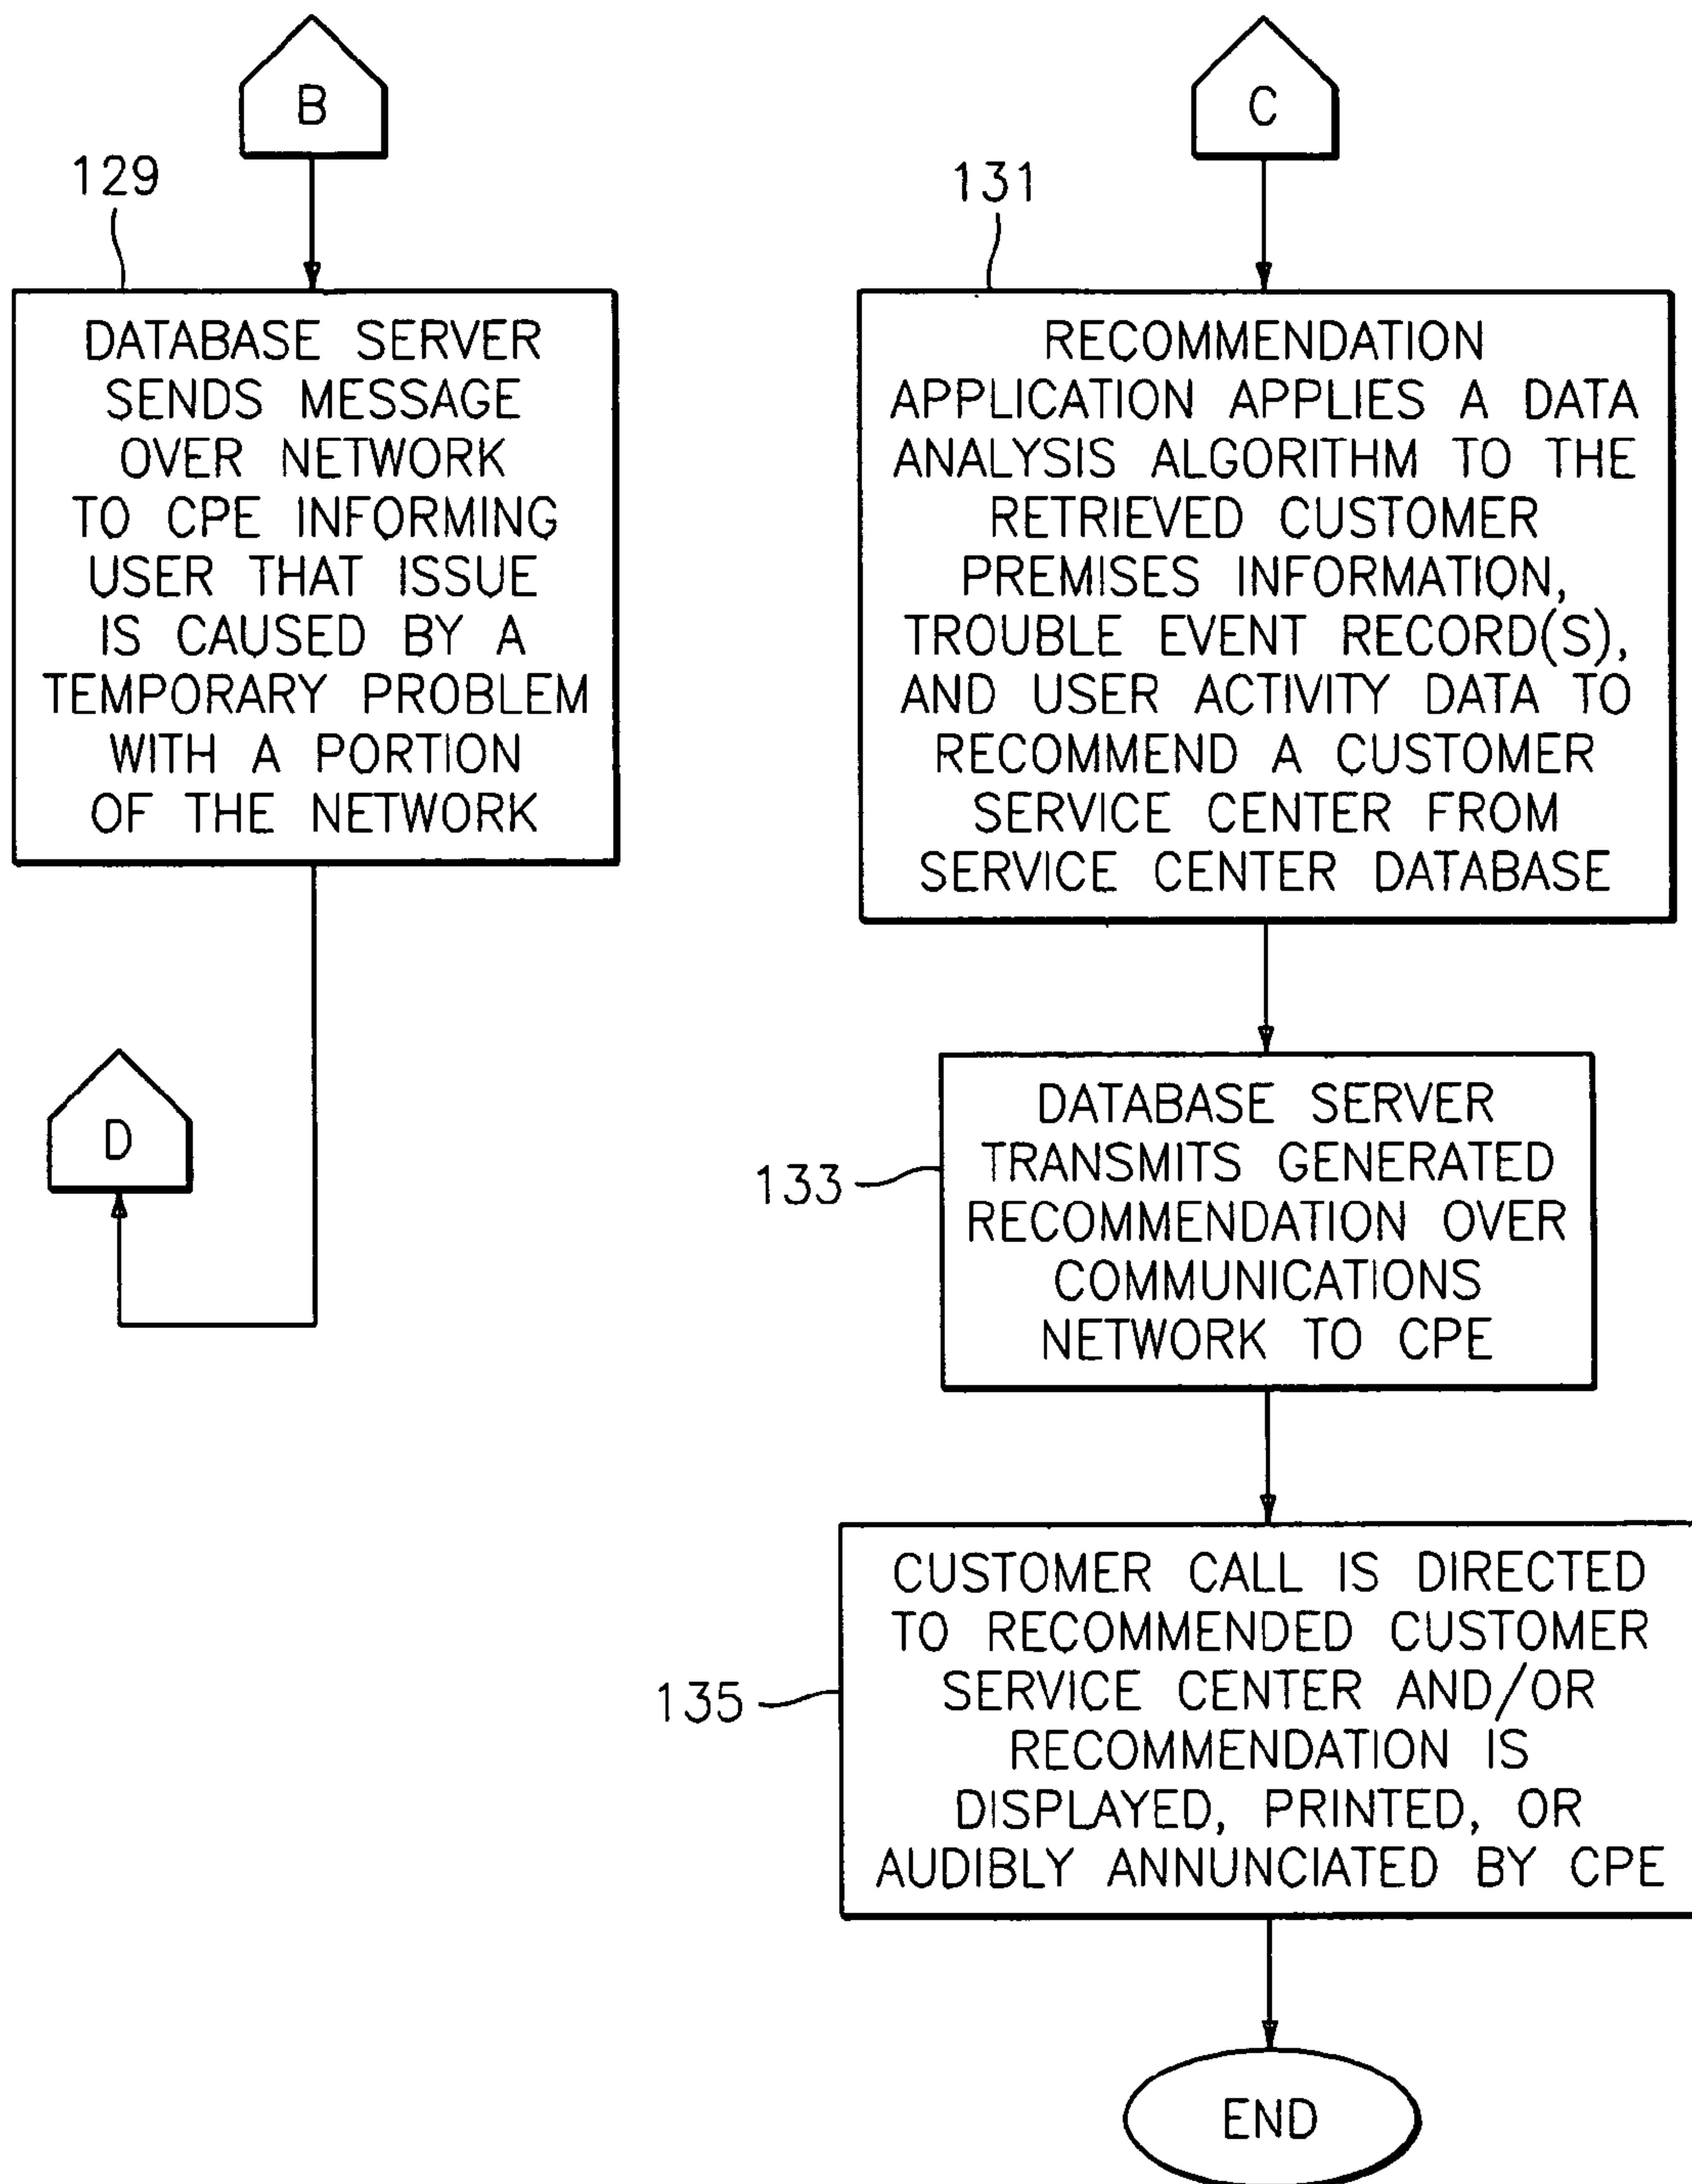 B
129
DATABASE SERVER
SENDS MESSAGE
OVER NETWORK
TO CPE INFORMING
USER THAT ISSUE
IS CAUSED BY A
TEMPORARY PROBLEM
WITH A PORTION
OF THE NETWORK
D
C
131
RECOMMENDATION
APPLICATION APPLIES A DATA
ANALYSIS ALGORITHM TO THE
RETRIEVED CUSTOMER
PREMISES INFORMATION,
TROUBLE EVENT RECORD(S),
AND USER ACTIVITY DATA TO
RECOMMEND A CUSTOMER
SERVICE CENTER FROM
SERVICE CENTER DATABASE
133
DATABASE SERVER
TRANSMITS GENERATED
RECOMMENDATION OVER
COMMUNICATIONS
NETWORK TO CPE
135
CUSTOMER CALL IS DIRECTED
TO RECOMMENDED CUSTOMER
SERVICE CENTER AND/OR
RECOMMENDATION IS
DISPLAYED, PRINTED, OR
AUDIBLY ANNUNCIATED BY CPE
END